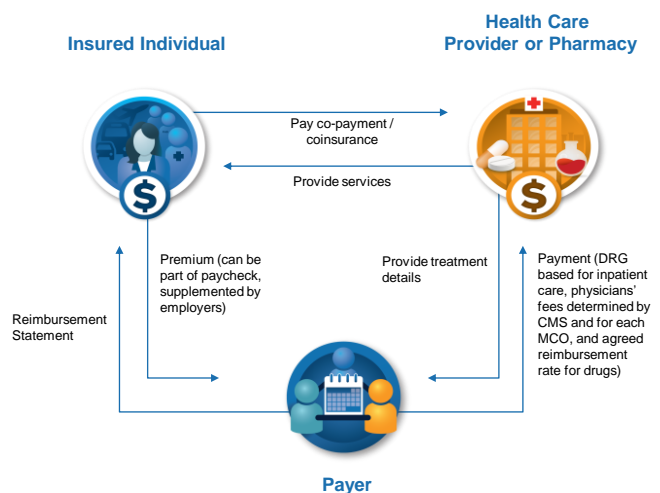 Insured Individual
Health Care
Provider or Pharmacy
Pay co-payment /
coinsurance
Provide services
$
$
Premium (can be
part of paycheck,
supplemented by
employers)
Provide treatment
details
Payment (DRG
based for inpatient
care, physicians'
fees determined by
CMS and for each
MCO, and agreed
reimbursement
rate for drugs)
Reimbursement
Statement
Payer